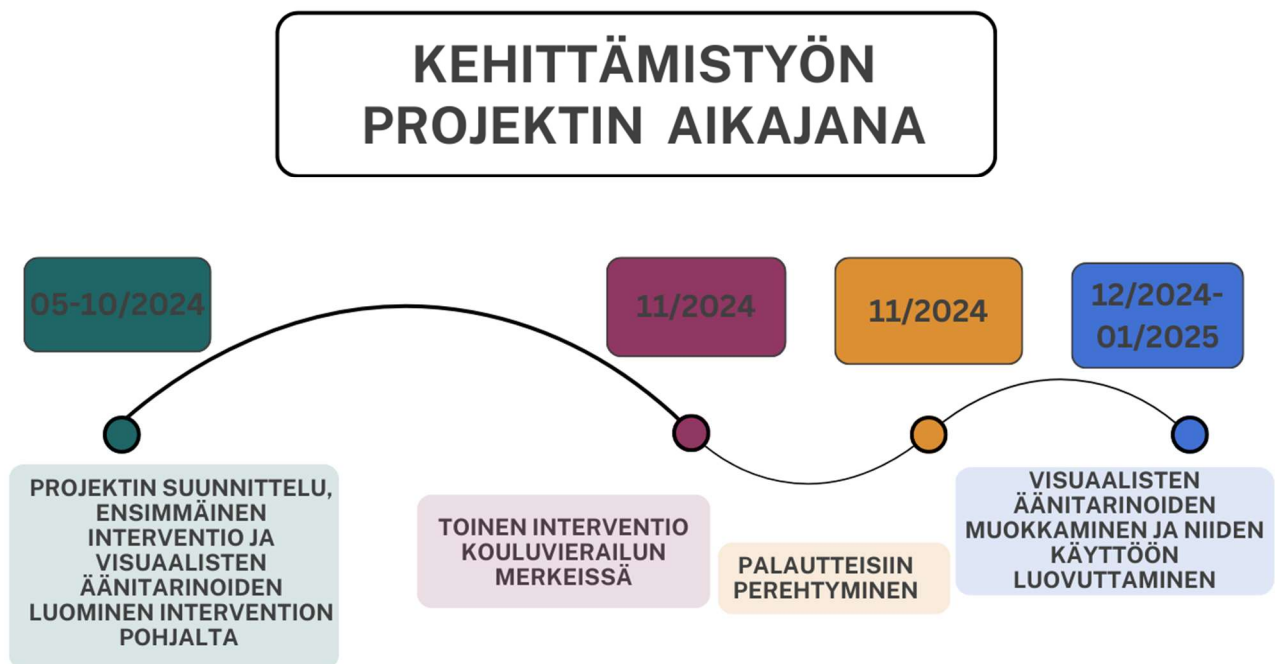 KEHITTÄMISTYÖN
PROJEKTIN AIKAJANA
05-10/2024
11/2024
11/2024
12/2024-
01/2025
PROJEKTIN SUUNNITTELU,
ENSIMMÄINEN
INTERVENTIO JA
VISUAALISTEN
ÄÄNITARINOIDEN
LUOMINEN INTERVENTION
POHJALTA
TOINEN INTERVENTIO
KOULUVIERAILUN
MERKEISSÄ
PALAUTTEISIIN
PEREHTYMINEN
VISUAALISTEN
ÄÄNITARINOIDEN
MUOKKAMINEN JA NIIDEN
KÄYTTÖÖN
LUOVUTTAMINEN